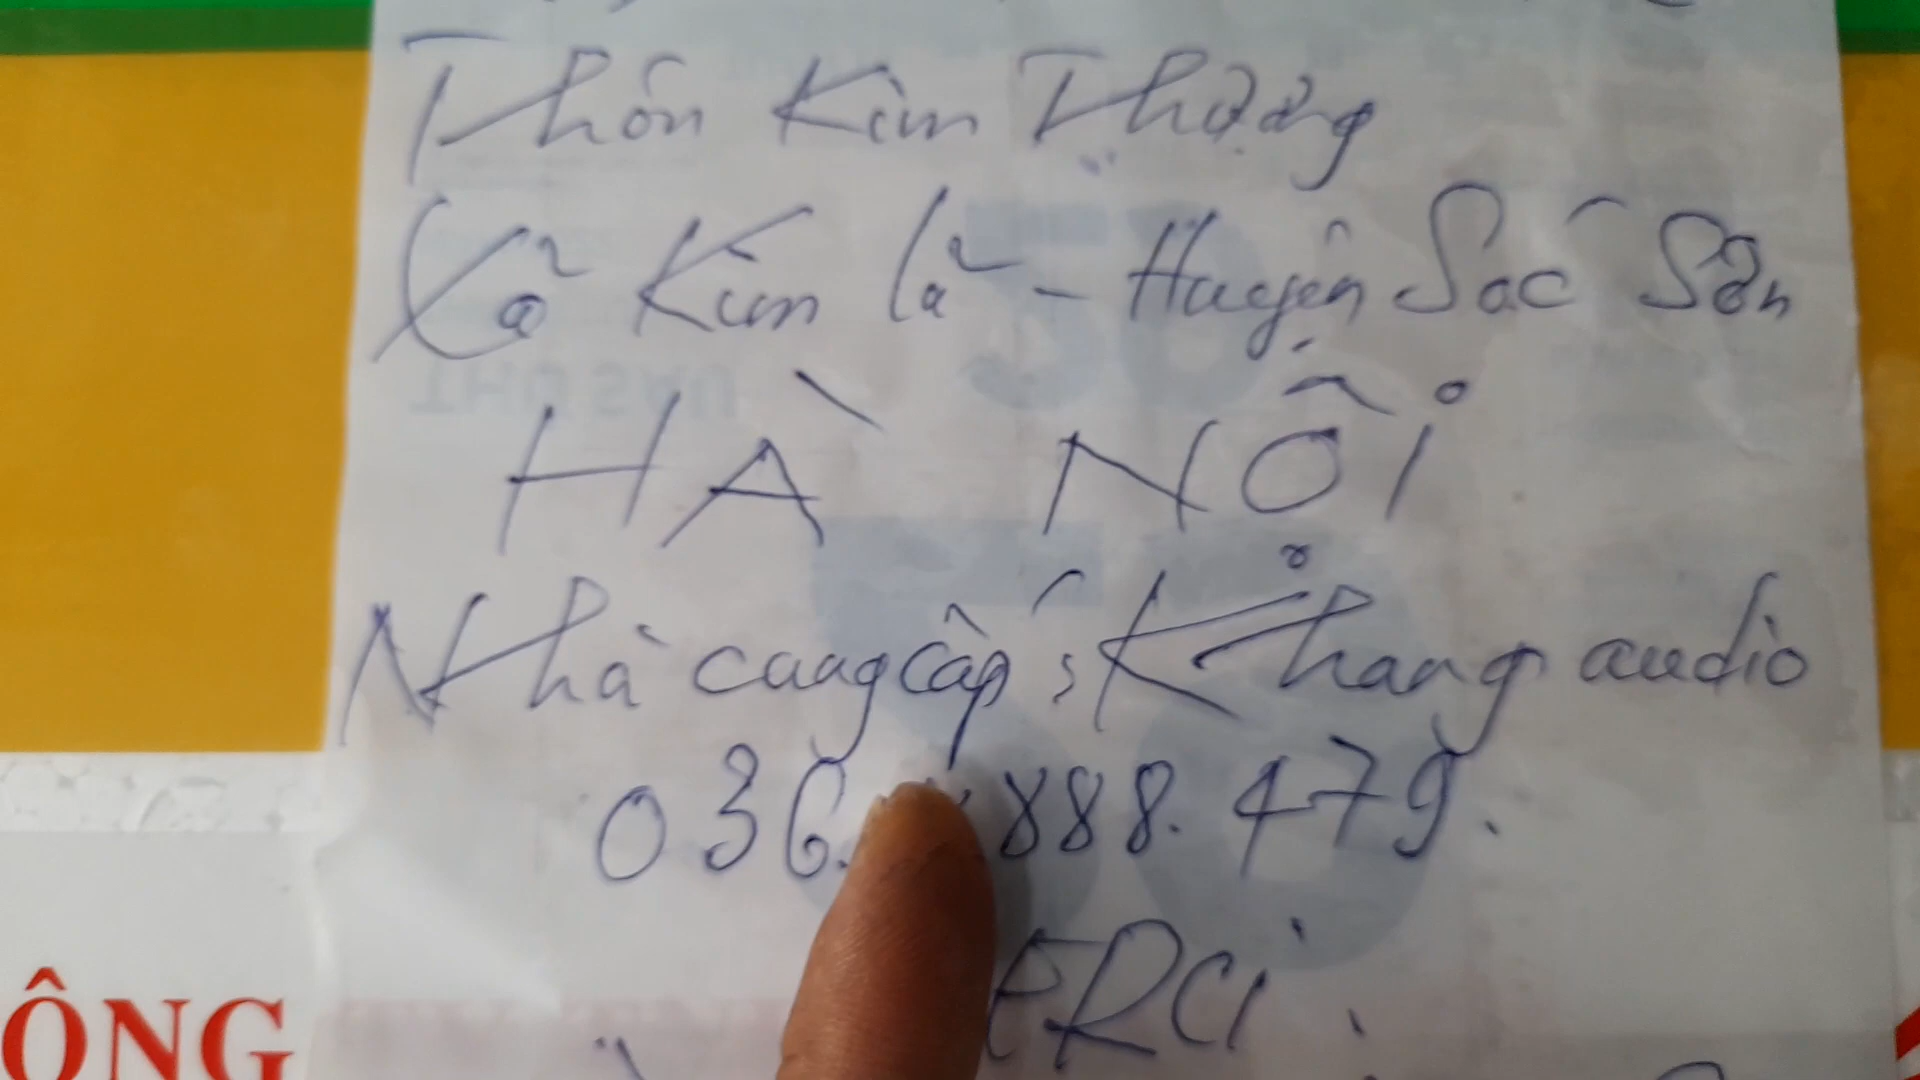 Thôn Kim Thượng
Xã Kim Lũ - Huyện Sóc Sơn
HÀ NỘI
Nhà cung cấp: Khang audio
036. 888.479.
ÔNG